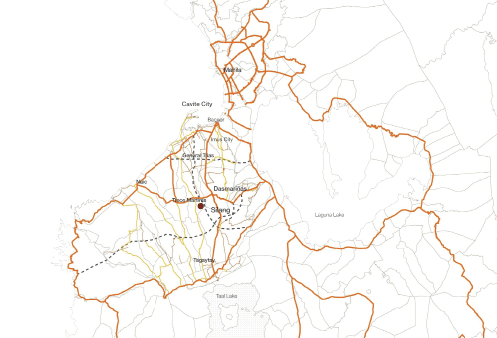 Manila
Cavite City
Bacoor
Imus City
General Trias
Naic
Dasmariñas
Trece Martires
Silang
Laguna Lake
Tagaytay
Taal Lake